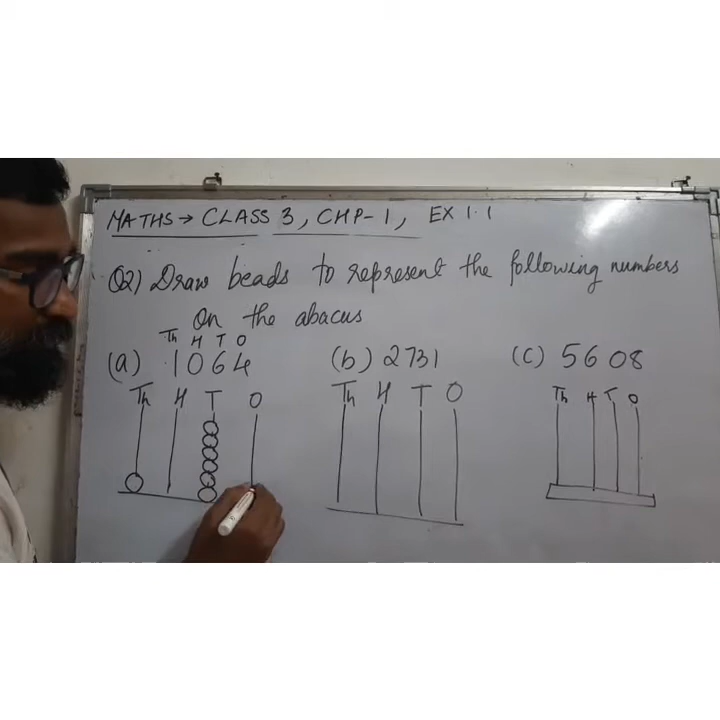 MATHS → CLASS 3, CHP-1, EX 1.1
Q2) Draw beads to represent the following numbers
on the abacus
Th H T O
(a) 1064 (b) 2731 (c) 5608
Th H T O Th H T O Th H T O